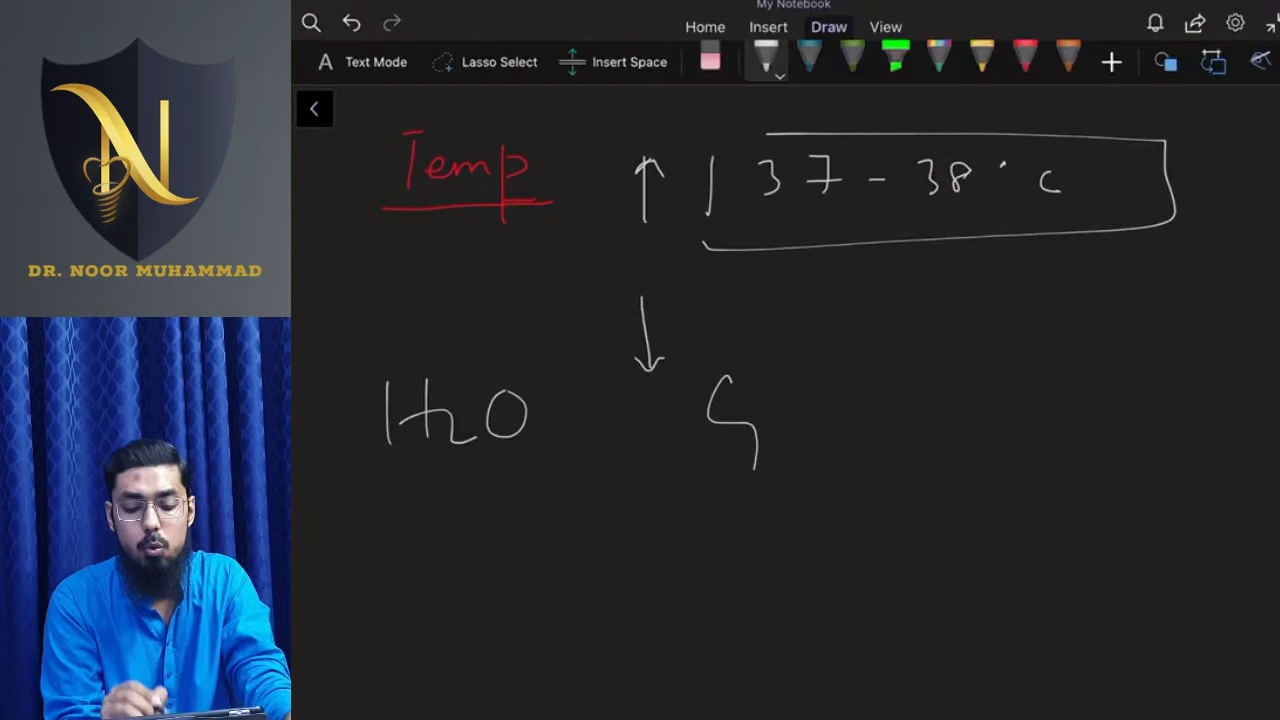 My Notebook
Home Insert Draw View
A Text Mode Lasso Select Insert Space
N
DR. NOOR MUHAMMAD
Temp ↑ 37 - 38 ° c
↓
H2O